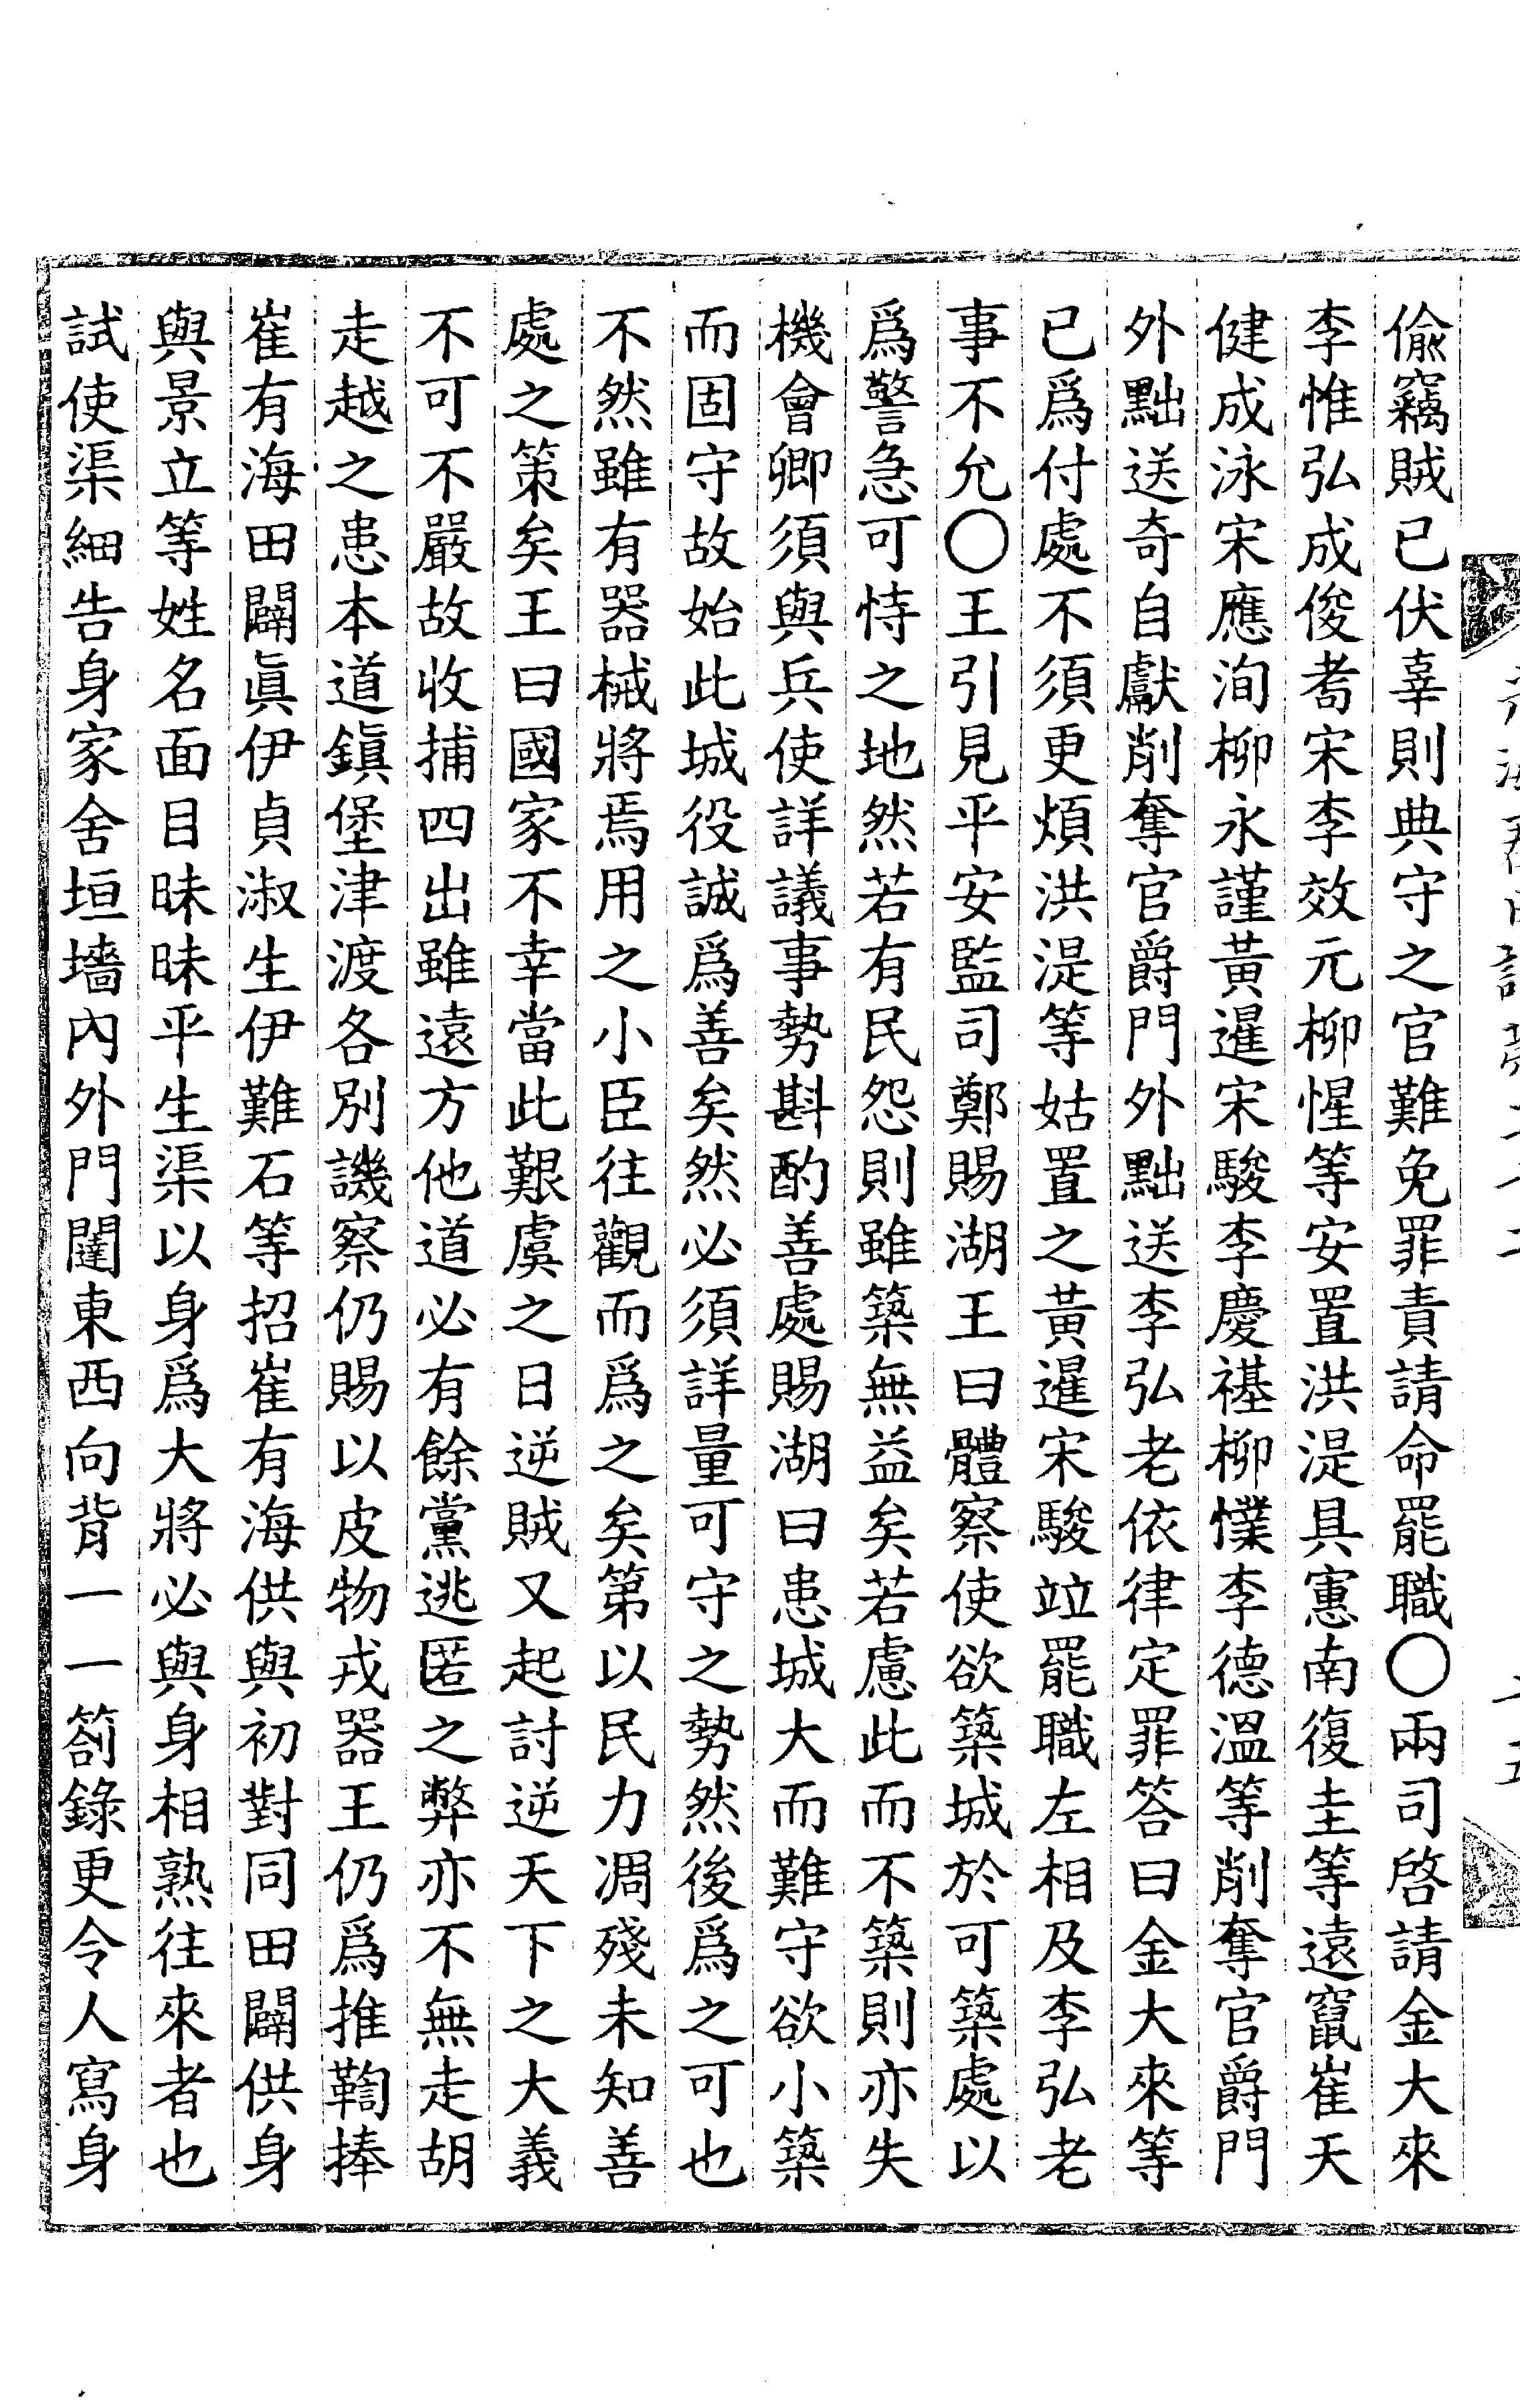 偸竊賊已伏辜則典守之官難免罪責請命罷職○兩司啓請金大來
李惟弘成俊耉宋李效元柳惺等安置洪湜具寭南復圭等遠竄崔天
健成泳宋應洵柳永謹黃暹宋駿李慶禥柳㦿李德溫等削奪官爵門
外黜送奇自獻削奪官爵門外黜送李弘老依律定罪答曰金大來等
已爲付處不須更煩洪湜等姑置之黃暹宋駿竝罷職左相及李弘老
事不允○王引見平安監司鄭賜湖王曰體察使欲築城於可築處以
爲警急可恃之地然若有民怨則雖築無益矣若慮此而不築則亦失
機會卿須與兵使詳議事勢斟酌善處賜湖曰患城大而難守欲小築
而固守故始此城役誠爲善矣然必須詳量可守之勢然後爲之可也
不然雖有器械將焉用之小臣往觀而爲之矣第以民力凋殘未知善
處之策矣王曰國家不幸當此艱虞之日逆賊又起討逆天下之大義
不可不嚴故收捕四出雖遠方他道必有餘黨逃匿之弊亦不無走胡
走越之患本道鎭堡津渡各別譏察仍賜以皮物戎器王仍爲推鞫捧
崔有海田闢眞伊貞淑生伊難石等招崔有海供與初對同田闢供身
與景立等姓名面目昧昧平生渠以身爲大將必與身相熟往來者也
試使渠細告身家舍垣墻內外門闥東西向背一一箚錄更令人寫身